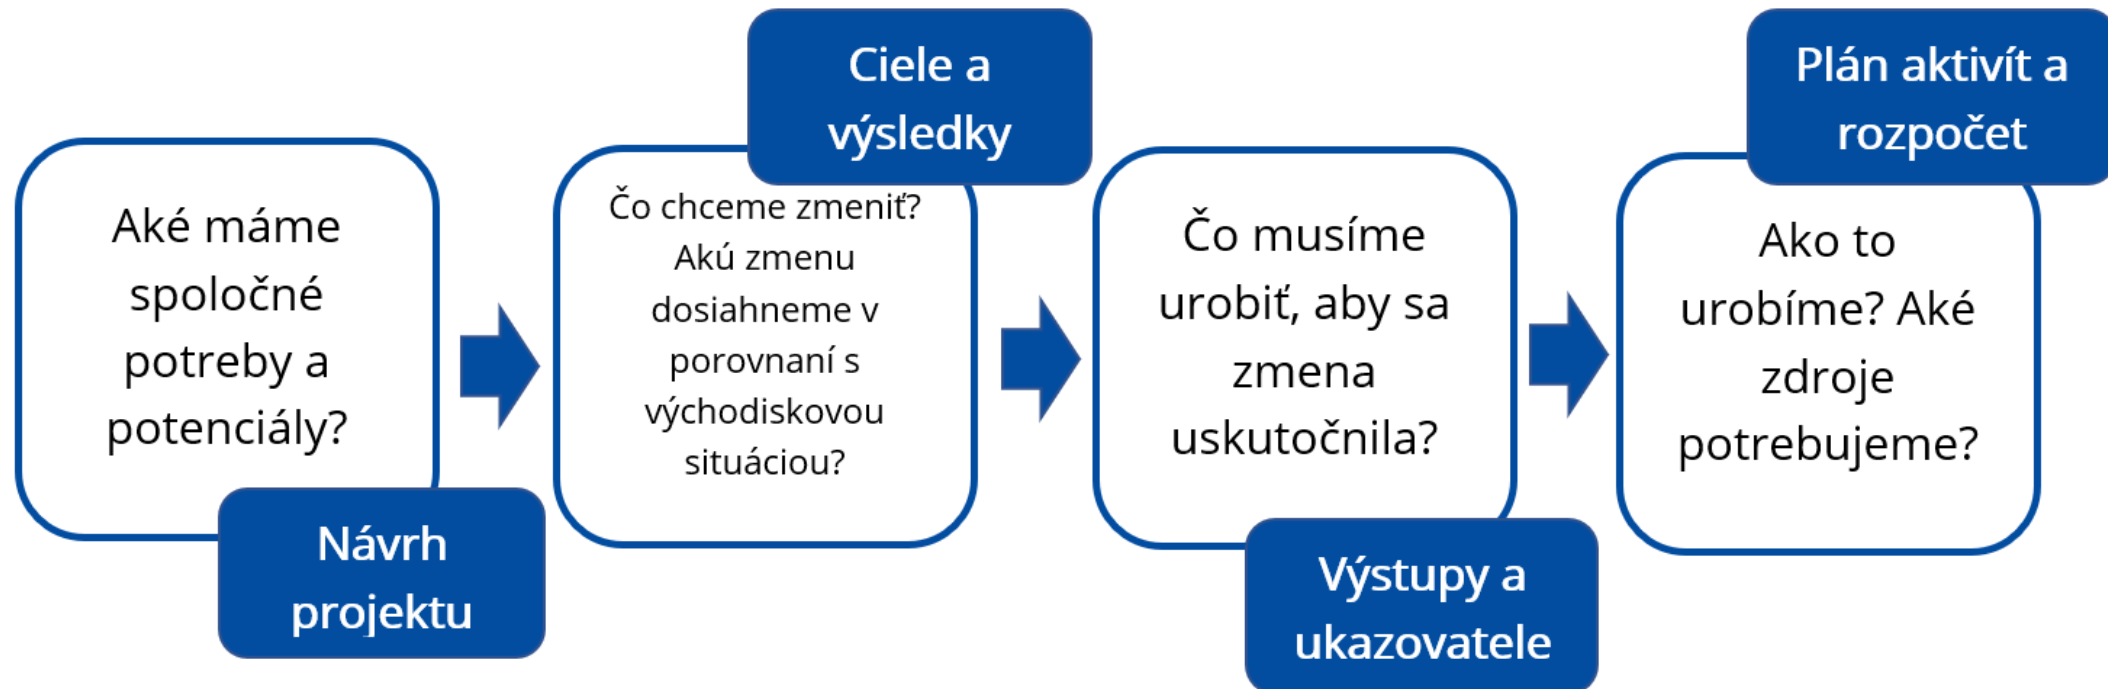 Aké máme
spoločné
potreby a
potenciály?
Návrh
projektu
Ciele a
výsledky
Čo chceme zmeniť?
Akú zmenu
dosiahneme v
porovnaní s
východiskovou
situáciou?
Čo musíme
urobiť, aby sa
zmena
uskutočnila?
Výstupy a
ukazovatele
Plán aktivít a
rozpočet
Ako to
urobíme? Aké
zdroje
potrebujeme?